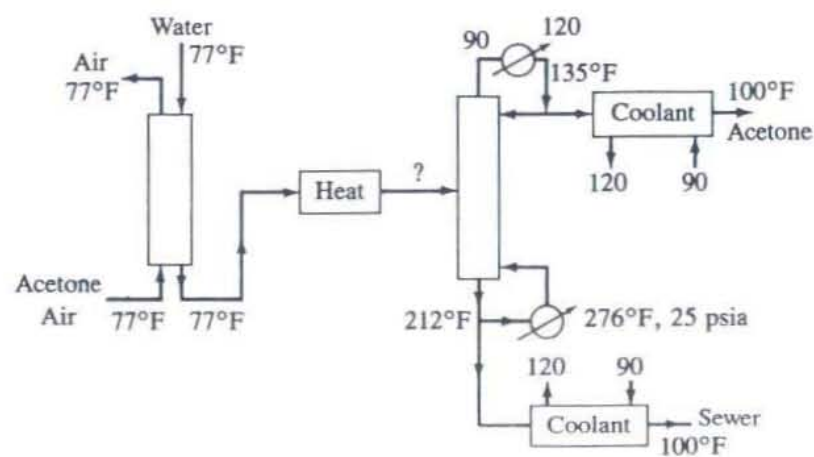 Water
77°F
Air
77°F
90
120
135°F
Coolant
100°F
Acetone
120
90
Heat
?
Acetone
Air
77°F
77°F
212°F
276°F, 25 psia
120
90
Coolant
Sewer
100°F